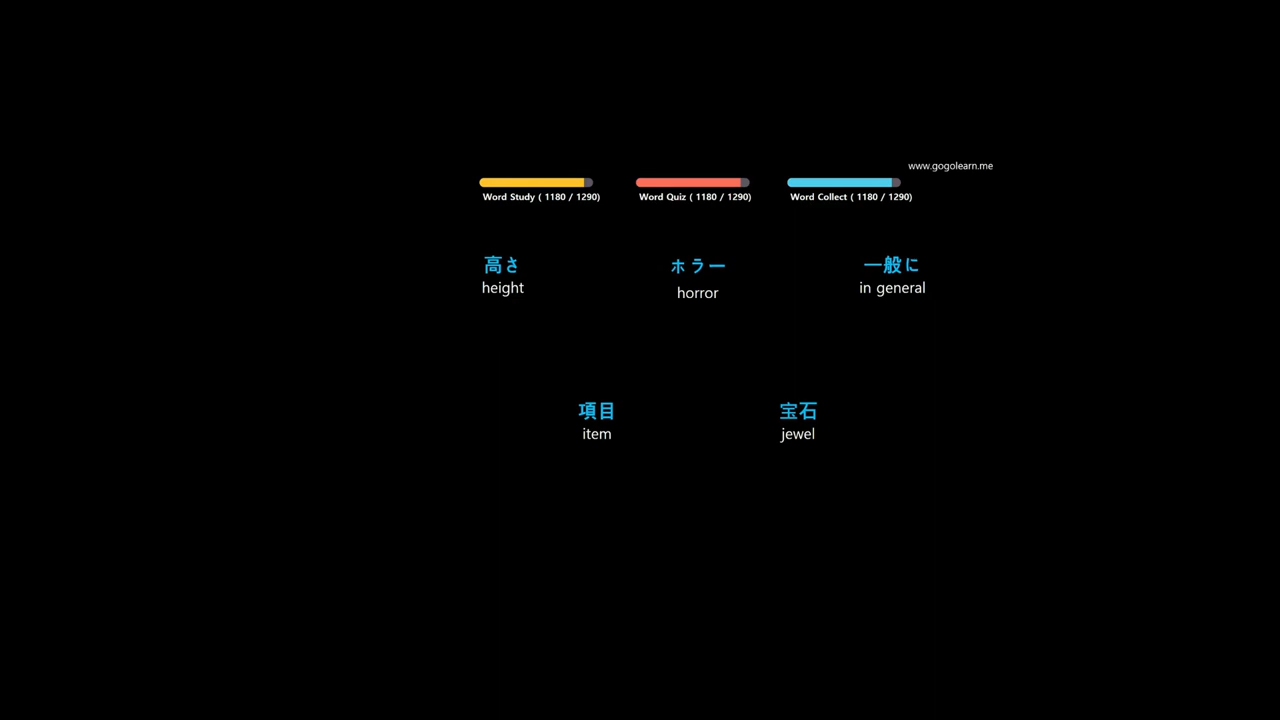 www.gogolearn.me
Word Study ( 1180 / 1290)
Word Quiz ( 1180 / 1290)
Word Collect ( 1180 / 1290)
高さ
height
ホラー
horror
一般に
in general
項目
item
宝石
jewel